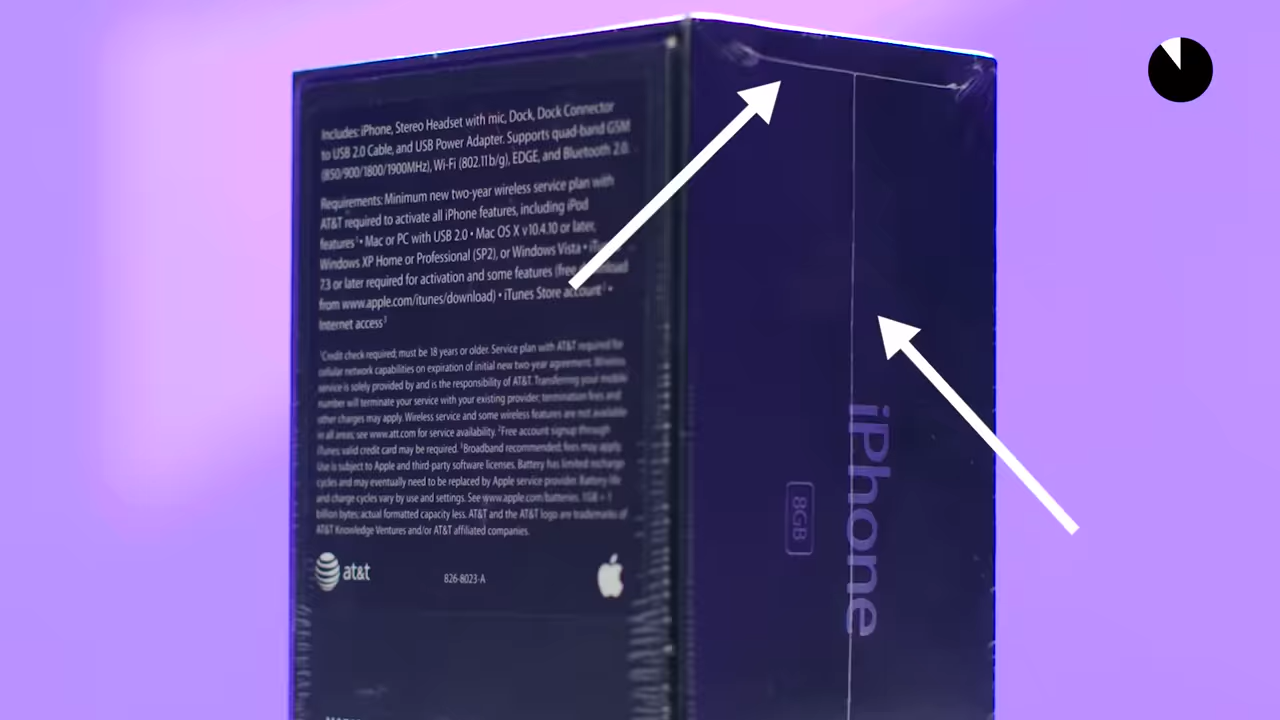 Includes: iPhone, Stereo Headset with mic, Dock, Dock Connector
to USB 2.0 Cable, and USB Power Adapter. Supports quad-band GSM
(850/900/1800/1900MHz), Wi-Fi (802.11b/g), EDGE, and Bluetooth 2.0.
Requirements: Minimum new two-year wireless service plan with
AT&T required to activate all iPhone features, including iPod
features¹ • Mac or PC with USB 2.0 • Mac OS X v10.4.10 or later,
Windows XP Home or Professional (SP2), or Windows Vista •
7.3 or later required for activation and some features (free
from www.apple.com/itunes/download) • iTunes Store account •
Internet access³
¹Credit check required; must be 18 years or older. Service plan with AT&T required for
cellular network capabilities on expiration of initial new two-year agreement. Wireless
service is solely provided by and is the responsibility of AT&T. Transferring your mobile
number will terminate your service with your existing provider; termination fees and
other charges may apply. Wireless service and some wireless features are not available
in all areas; see www.att.com for service availability. ²Free account signup through
iTunes; valid credit card may be required. ³Broadband recommended; fees may apply.
Use is subject to Apple and third-party software licenses. Battery has limited recharge
cycles and may eventually need to be replaced by Apple service provider. Battery life
and charge cycles vary by use and settings. See www.apple.com/batteries. 1GB = 1
billion bytes; actual formatted capacity less. AT&T and the AT&T logo are trademarks of
AT&T Knowledge Ventures and/or AT&T affiliated companies.
at&t
826-8023-A
iPhone
8GB